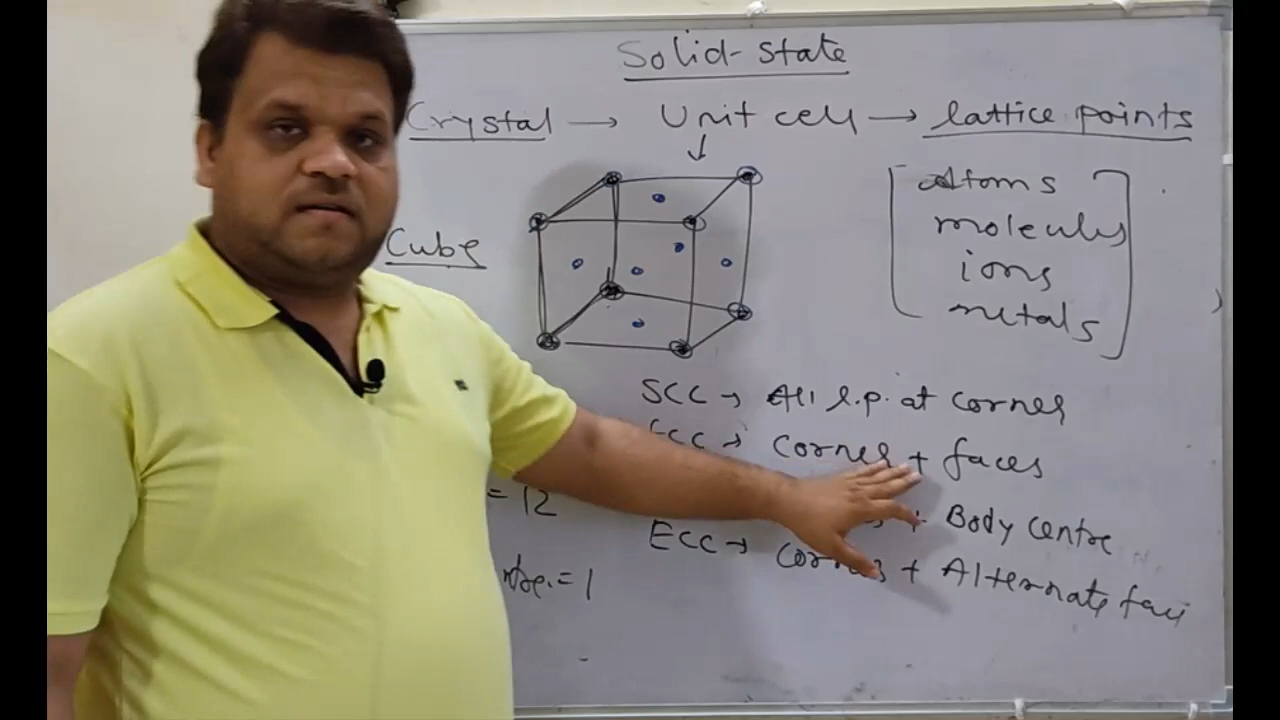 Solid-State
Crystal → Unit cell → lattice points
↓
[Atoms
molecules
ions
metals]
Cube
SCC → All l.p. at corner
FCC → Corner + faces
= 12
+ Body Centre
ECC → Corner + Alternate face
= 1